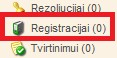 Rezoliucijai (0)
Registracijai (0)
Tvirtinimui (0)